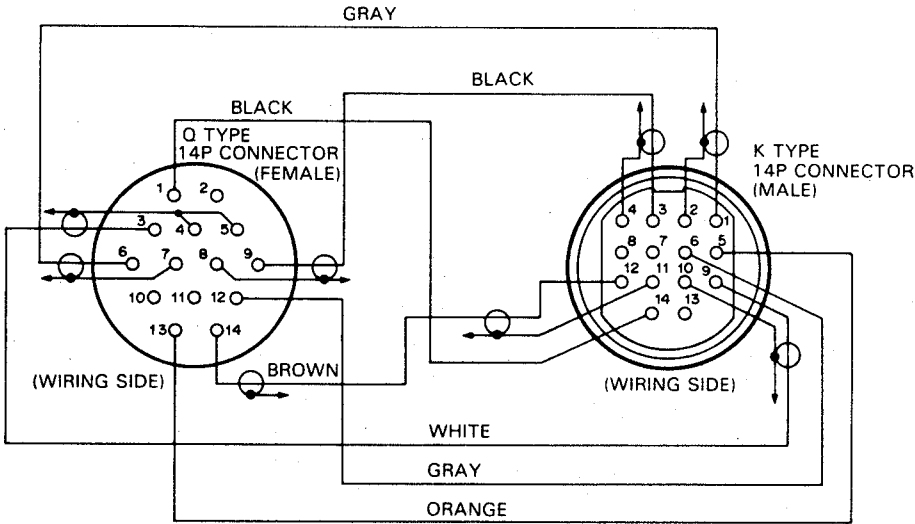 GRAY
BLACK
BLACK
Q TYPE
14P CONNECTOR
(FEMALE)
K TYPE
14P CONNECTOR
(MALE)
1 2
3 4 5
6 7 8 9
10 11 12
13 14
4 3 2 1
8 7 6 5
12 11 10 9
14 13
BROWN
(WIRING SIDE)
(WIRING SIDE)
WHITE
GRAY
ORANGE